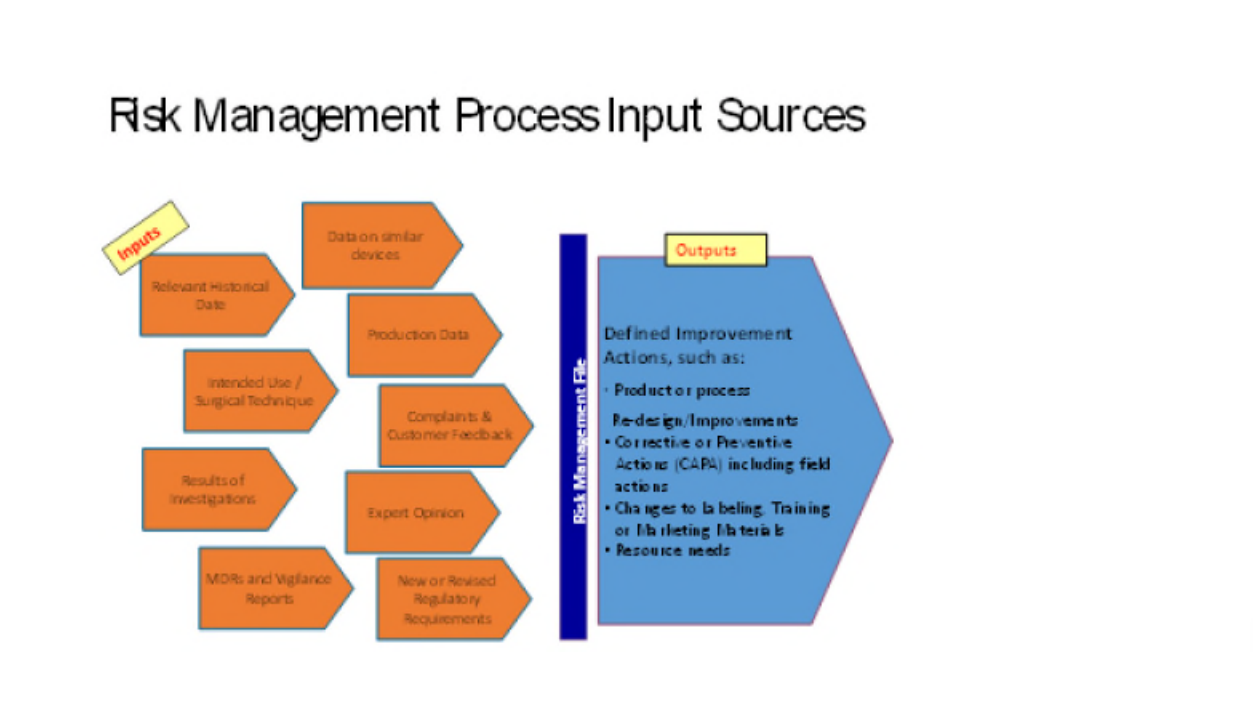 Risk Management Process Input Sources
Inputs
Relevant Historical
Date
Data on similar
devices
Production Data
Intended Use /
Surgical Technique
Complaints &
Customer Feedback
Results of
Investigations
Expert Opinion
MDRs and Vigilance
Reports
New or Revised
Regulatory
Requirements
Risk Management File
Outputs
Defined Improvement
Actions, such as:
• Product or process
Re-design/Improvements
• Corrective or Preventive
Actions (CAPA) including field
actions
• Changes to labeling, Training
or Marketing Materials
• Resource needs